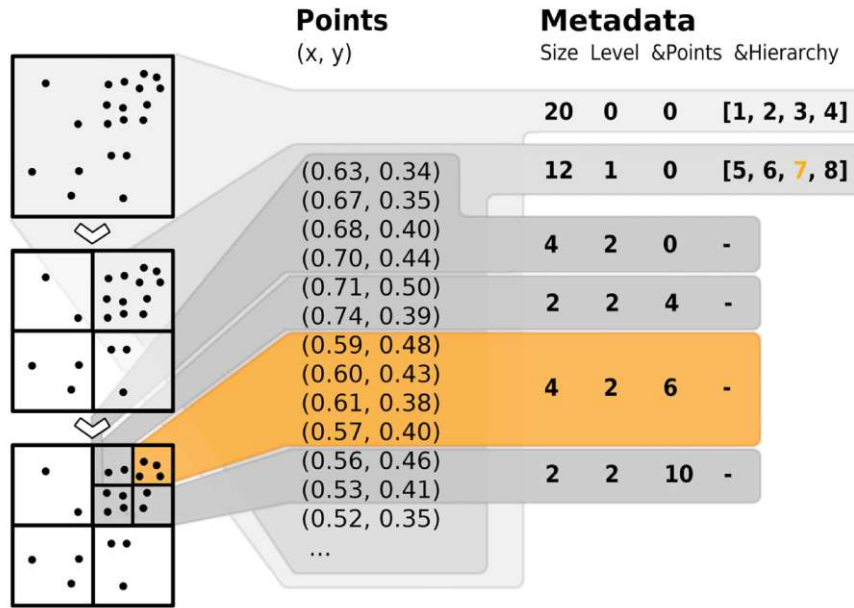 Points Metadata
(x, y) Size Level &Points &Hierarchy
20 0 0 [1, 2, 3, 4]
(0.63, 0.34) 12 1 0 [5, 6, 7, 8]
(0.67, 0.35)
(0.68, 0.40) 4 2 0 -
(0.70, 0.44)
(0.71, 0.50) 2 2 4 -
(0.74, 0.39)
(0.59, 0.48)
(0.60, 0.43) 4 2 6 -
(0.61, 0.38)
(0.57, 0.40)
(0.56, 0.46) 2 2 10 -
(0.53, 0.41)
(0.52, 0.35)
...